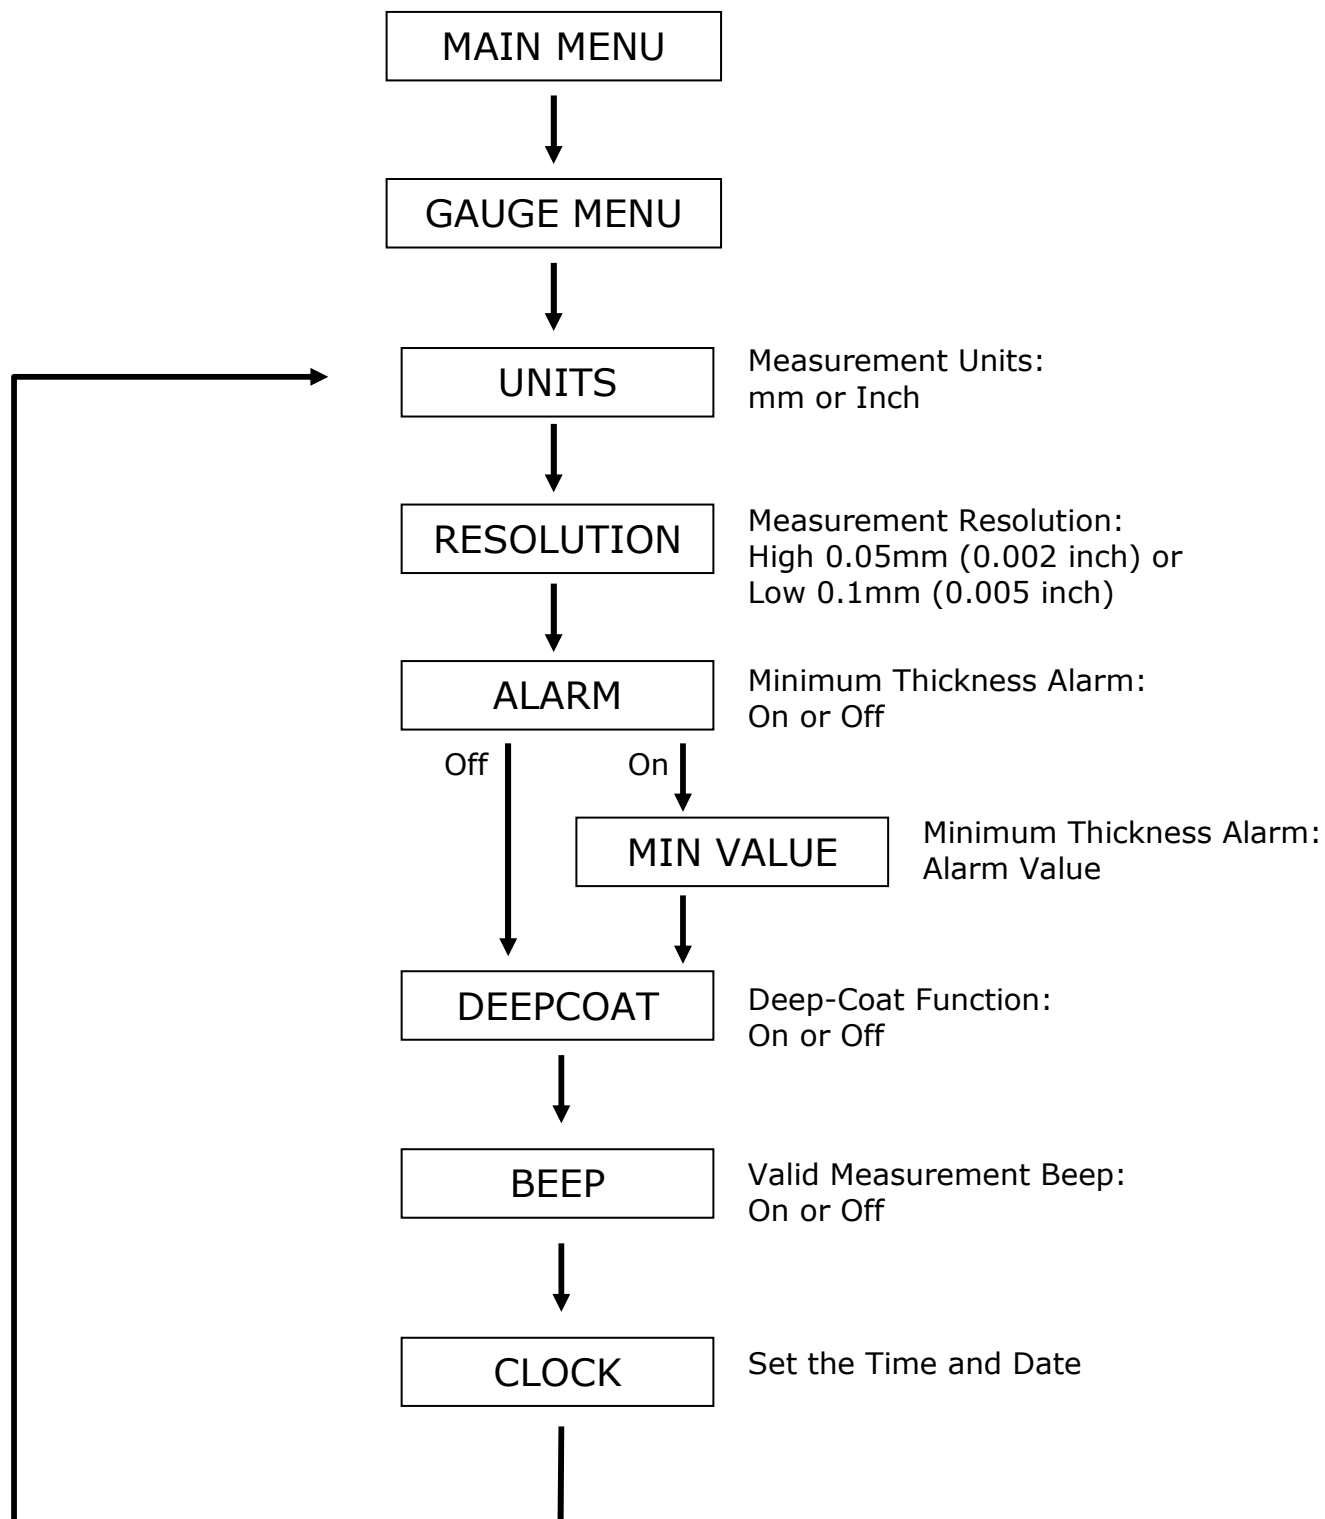 MAIN MENU
GAUGE MENU
UNITS
Measurement Units:
mm or Inch
RESOLUTION
Measurement Resolution:
High 0.05mm (0.002 inch) or
Low 0.1mm (0.005 inch)
ALARM
Minimum Thickness Alarm:
On or Off
Off
On
MIN VALUE
Minimum Thickness Alarm:
Alarm Value
DEEPCOAT
Deep-Coat Function:
On or Off
BEEP
Valid Measurement Beep:
On or Off
CLOCK
Set the Time and Date